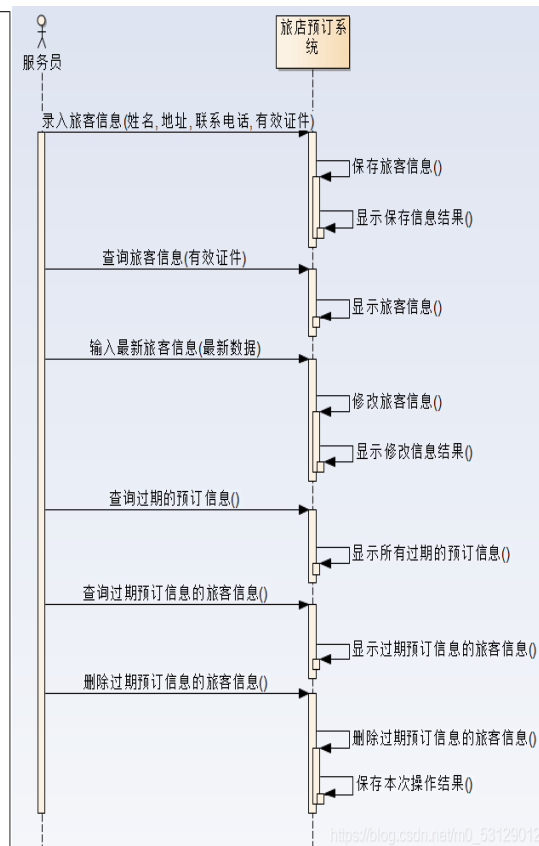 服务员
旅店预订系
统
录入旅客信息(姓名,地址,联系电话,有效证件)
保存旅客信息()
显示保存信息结果()
查询旅客信息(有效证件)
显示旅客信息()
输入最新旅客信息(最新数据)
修改旅客信息()
显示修改信息结果()
查询过期的预订信息()
显示所有过期的预订信息()
查询过期预订信息的旅客信息()
显示过期预订信息的旅客信息()
删除过期预订信息的旅客信息()
删除过期预订信息的旅客信息()
保存本次操作结果()
https://blog.csdn.net/m0_53129012